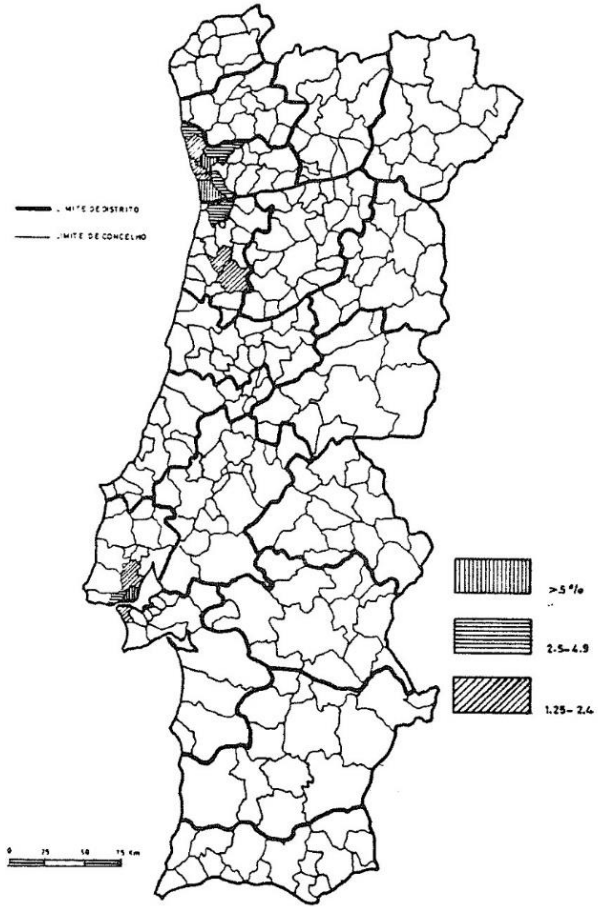 LIMITE DE DISTRITO
LIMITE DE CONCELHO
>5%
2.5-4.9
1.25-2.4
0 25 50 75 Km